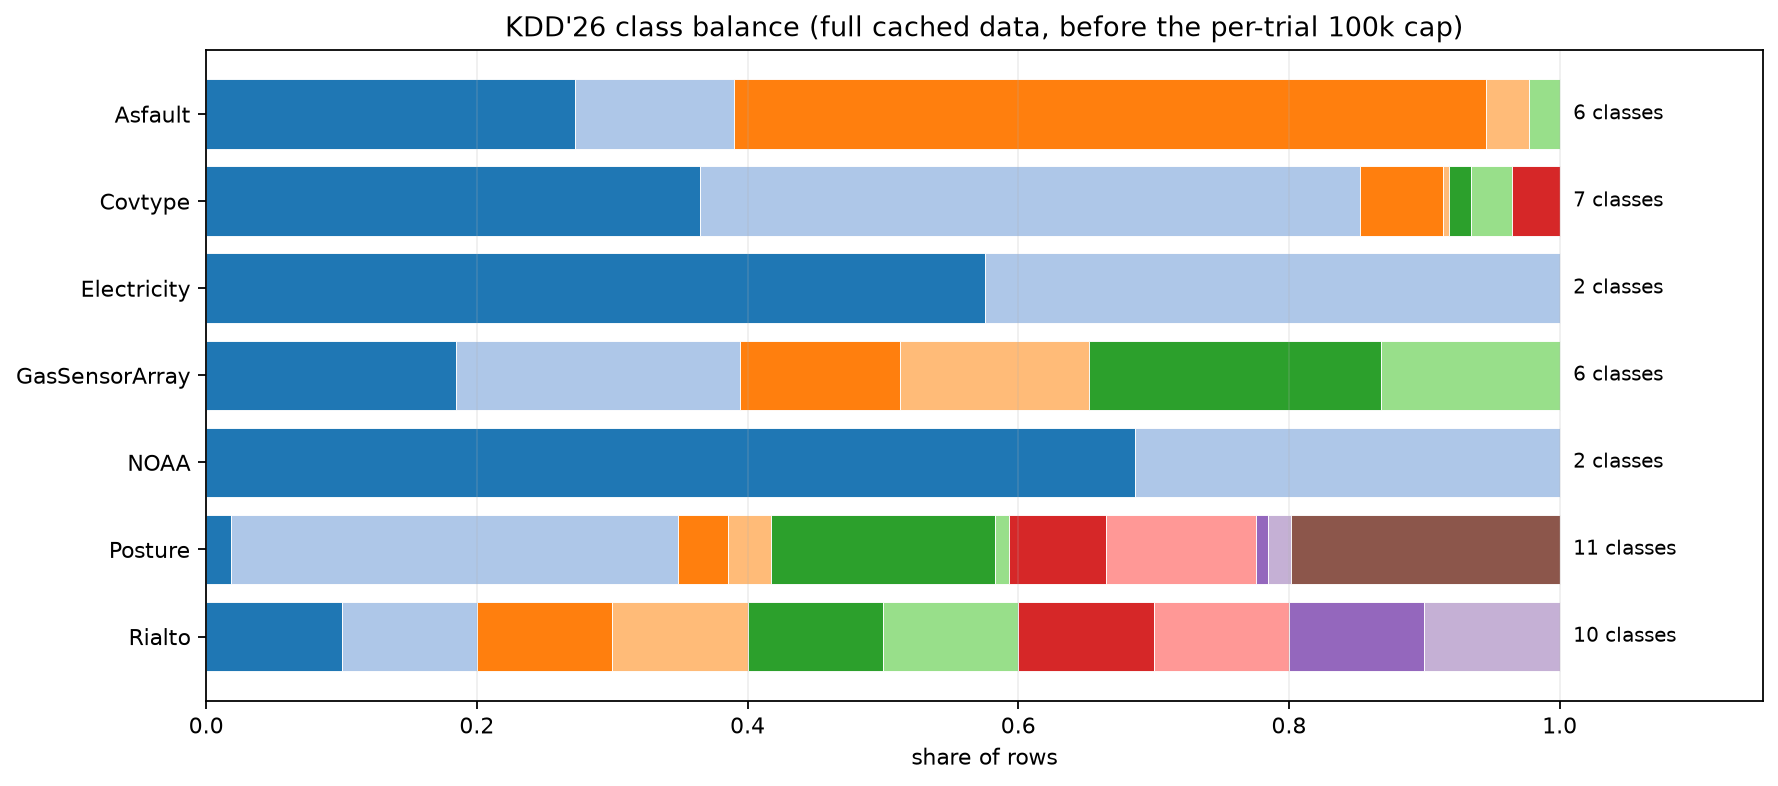 KDD'26 class balance (full cached data, before the per-trial 100k cap)
Asfault 6 classes
Covtype 7 classes
Electricity 2 classes
GasSensorArray 6 classes
NOAA 2 classes
Posture 11 classes
Rialto 10 classes
0.0 0.2 0.4 0.6 0.8 1.0
share of rows